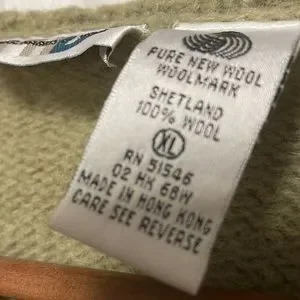 PURE NEW WOOL
WOOLMARK
SHETLAND
100% WOOL
XL
RN 51546
02 HK 68W
MADE IN HONG KONG
CARE SEE REVERSE